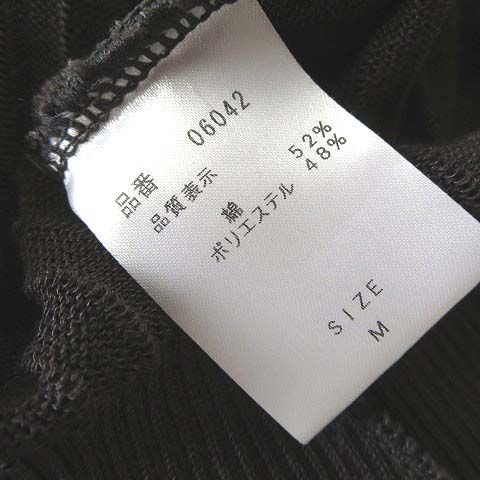 品番 06042
品質表示
綿 52%
ポリエステル 48%
SIZE
M